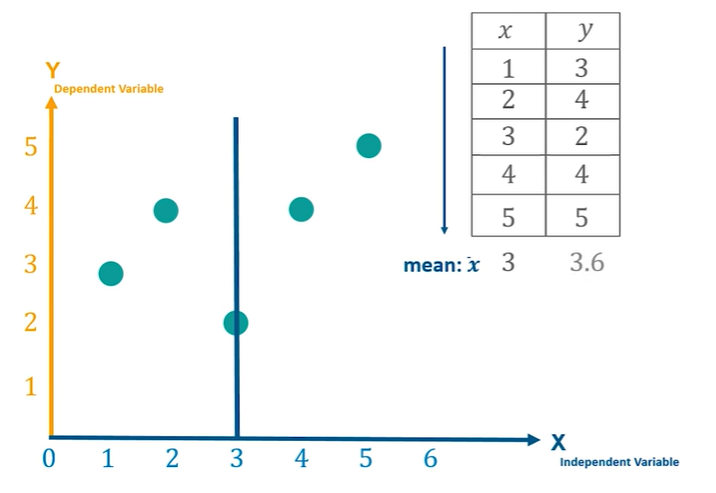 x y
1 3
2 4
3 2
4 4
5 5
mean: x̄ 3 3.6
Y
Dependent Variable
5
4
3
2
1
0 1 2 3 4 5 6
X
Independent Variable